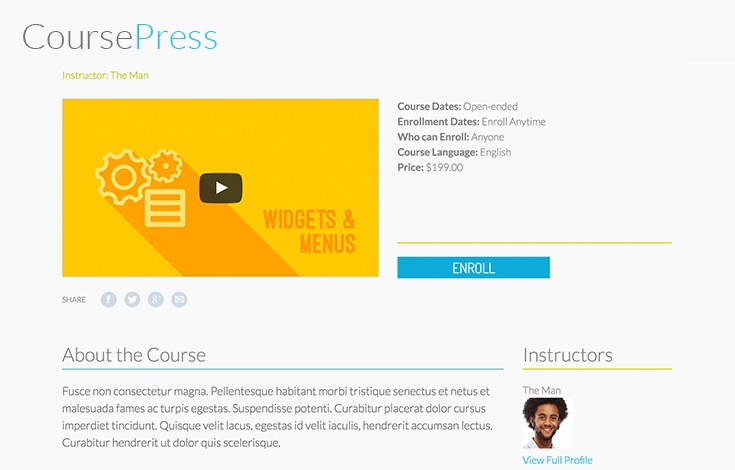 CoursePress
Instructor: The Man
WIDGETS &
MENUS
Course Dates: Open-ended
Enrollment Dates: Enroll Anytime
Who can Enroll: Anyone
Course Language: English
Price: $199.00
ENROLL
SHARE
About the Course
Fusce non consectetur magna. Pellentesque habitant morbi tristique senectus et netus et
malesuada fames ac turpis egestas. Suspendisse potenti. Curabitur placerat dolor cursus
imperdiet tincidunt. Quisque velit lacus, egestas id velit iaculis, hendrerit accumsan lectus.
Curabitur hendrerit ut dolor quis scelerisque.
Instructors
The Man
View Full Profile